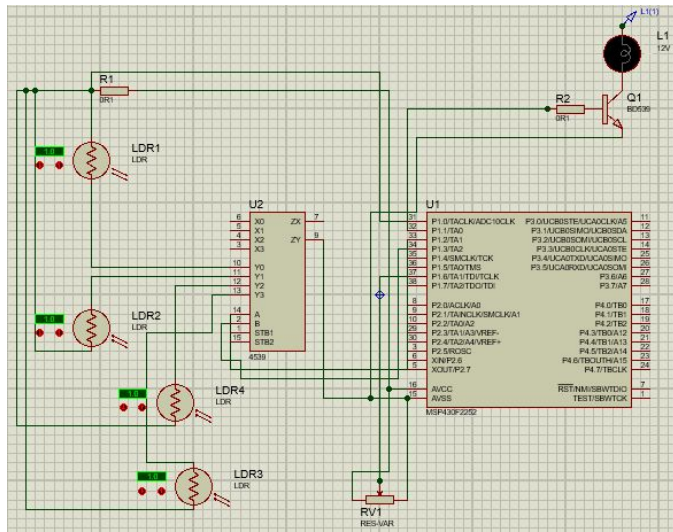 L1(1)
L1
12V
R1
0R1
R2
0R1
Q1
BD539
1.0
LDR1
LDR
U2
6 X0 ZX 7
5 X1
4 X2 ZY 9
3 X3
10 Y0
11 Y1
12 Y2
13 Y3
14 A
2 B
1 STB1
15 STB2
4539
U1
31 P1.0/TACLK/ADC10CLK P3.0/UCB0STE/UCA0CLK/A5 11
32 P1.1/TA0 P3.1/UCB0SIMO/UCB0SDA 12
33 P1.2/TA1 P3.2/UCB0SOMI/UCB0SCL 13
34 P1.3/TA2 P3.3/UCB0CLK/UCA0STE 14
35 P1.4/SMCLK/TCK P3.4/UCA0TXD/UCA0SIMO 25
36 P1.5/TA0/TMS P3.5/UCA0RXD/UCA0SOMI 26
37 P1.6/TA1/TDI/TCLK P3.6/A6 27
38 P1.7/TA2/TDO/TDI P3.7/A7 28
8 P2.0/ACLK/A0 P4.0/TB0 17
9 P2.1/TAINCLK/SMCLK/A1 P4.1/TB1 18
10 P2.2/TA0/A2 P4.2/TB2 19
29 P2.3/TA1/A3/VREF- P4.3/TB0/A12 20
30 P2.4/TA2/A4/VREF+ P4.4/TB1/A13 21
3 P2.5/ROSC P4.5/TB2/A14 22
6 XIN/P2.6 P4.6/TBOUTH/A15 23
5 XOUT/P2.7 P4.7/TBCLK 24
16 AVCC RST/NMI/SBWTDIO 7
15 AVSS TEST/SBWTCK 1
MSP430F2252
1.0
LDR2
LDR
1.0
LDR4
LDR
1.0
LDR3
LDR
RV1
RES-VAR